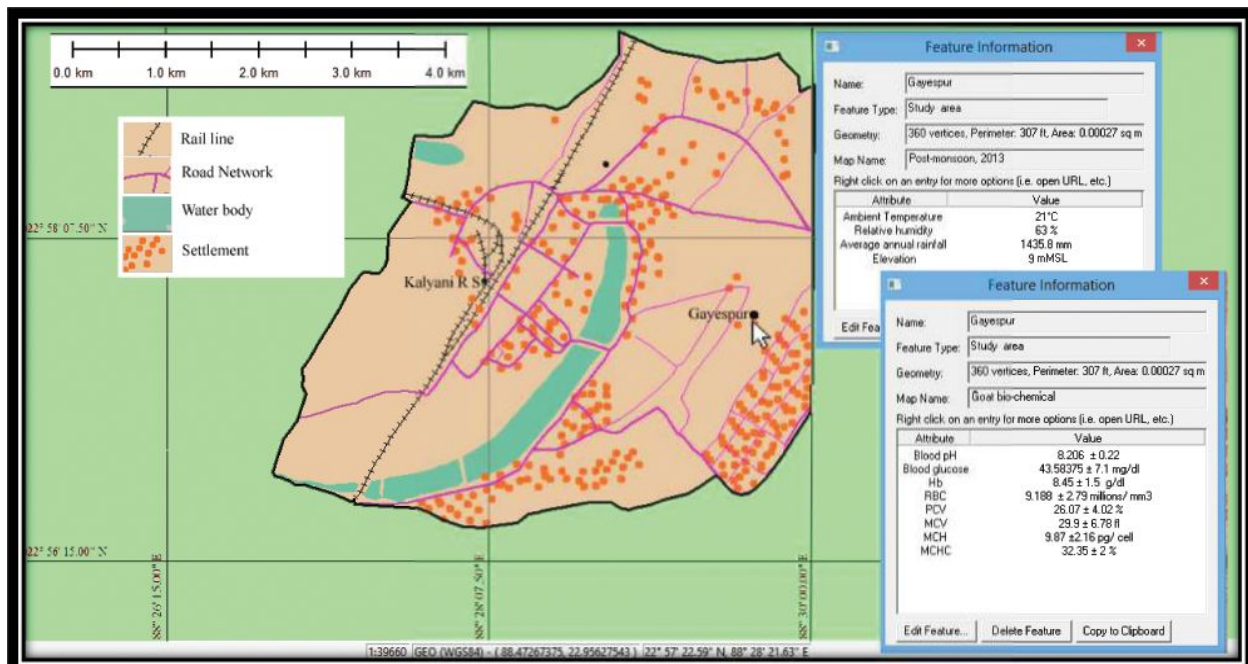 0.0 km 1.0 km 2.0 km 3.0 km 4.0 km
Rail line
Road Network
Water body
Settlement
22° 58' 07.50" N
22° 56' 15.00" N
88° 26' 15.00" E
88° 28' 07.50" E
88° 30' 00.00" E
Kalyani R S
Gayespur
Feature Information
Name: Gayespur
Feature Type: Study area
Geometry: 360 vertices, Perimeter: 307 ft, Area: 0.00027 sq m
Map Name: Post-monsoon, 2013
Right click on an entry for more options (i.e. open URL, etc.)
Attribute Value
Ambient Temperature 21°C
Relative humidity 63 %
Average annual rainfall 1435.8 mm
Elevation 9 mMSL
Edit Fea
Feature Information
Name: Gayespur
Feature Type: Study area
Geometry: 360 vertices, Perimeter: 307 ft, Area: 0.00027 sq m
Map Name: Goat bio-chemical
Right click on an entry for more options (i.e. open URL, etc.)
Attribute Value
Blood pH 8.206 ± 0.22
Blood glucose 43.58375 ± 7.1 mg/dl
Hb 8.45 ± 1.5 g/dl
RBC 9.188 ± 2.79 millions/ mm3
PCV 26.07 ± 4.02 %
MCV 29.9 ± 6.78 fl
MCH 9.87 ±2.16 pg/ cell
MCHC 32.35 ± 2 %
Edit Feature... Delete Feature Copy to Clipboard
1:39660 GEO (WGS84) - ( 88.47267375, 22.95627543 ) 22° 57' 22.59" N, 88° 28' 21.63" E